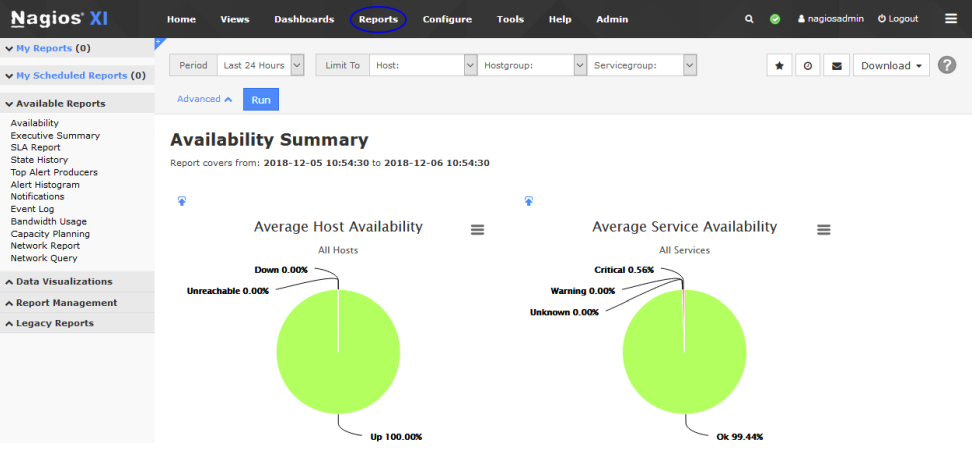 Nagios® XI Home Views Dashboards Reports Configure Tools Help Admin nagiosadmin Logout
My Reports (0)
My Scheduled Reports (0)
Available Reports
Availability
Executive Summary
SLA Report
State History
Top Alert Producers
Alert Histogram
Notifications
Event Log
Bandwidth Usage
Capacity Planning
Network Report
Network Query
Data Visualizations
Report Management
Legacy Reports
Period Last 24 Hours Limit To Host: Hostgroup: Servicegroup: Download ?
Advanced Run
Availability Summary
Report covers from: 2018-12-05 10:54:30 to 2018-12-06 10:54:30
Average Host Availability
All Hosts
Down 0.00%
Unreachable 0.00%
Up 100.00%
Average Service Availability
All Services
Critical 0.56%
Warning 0.00%
Unknown 0.00%
Ok 99.44%